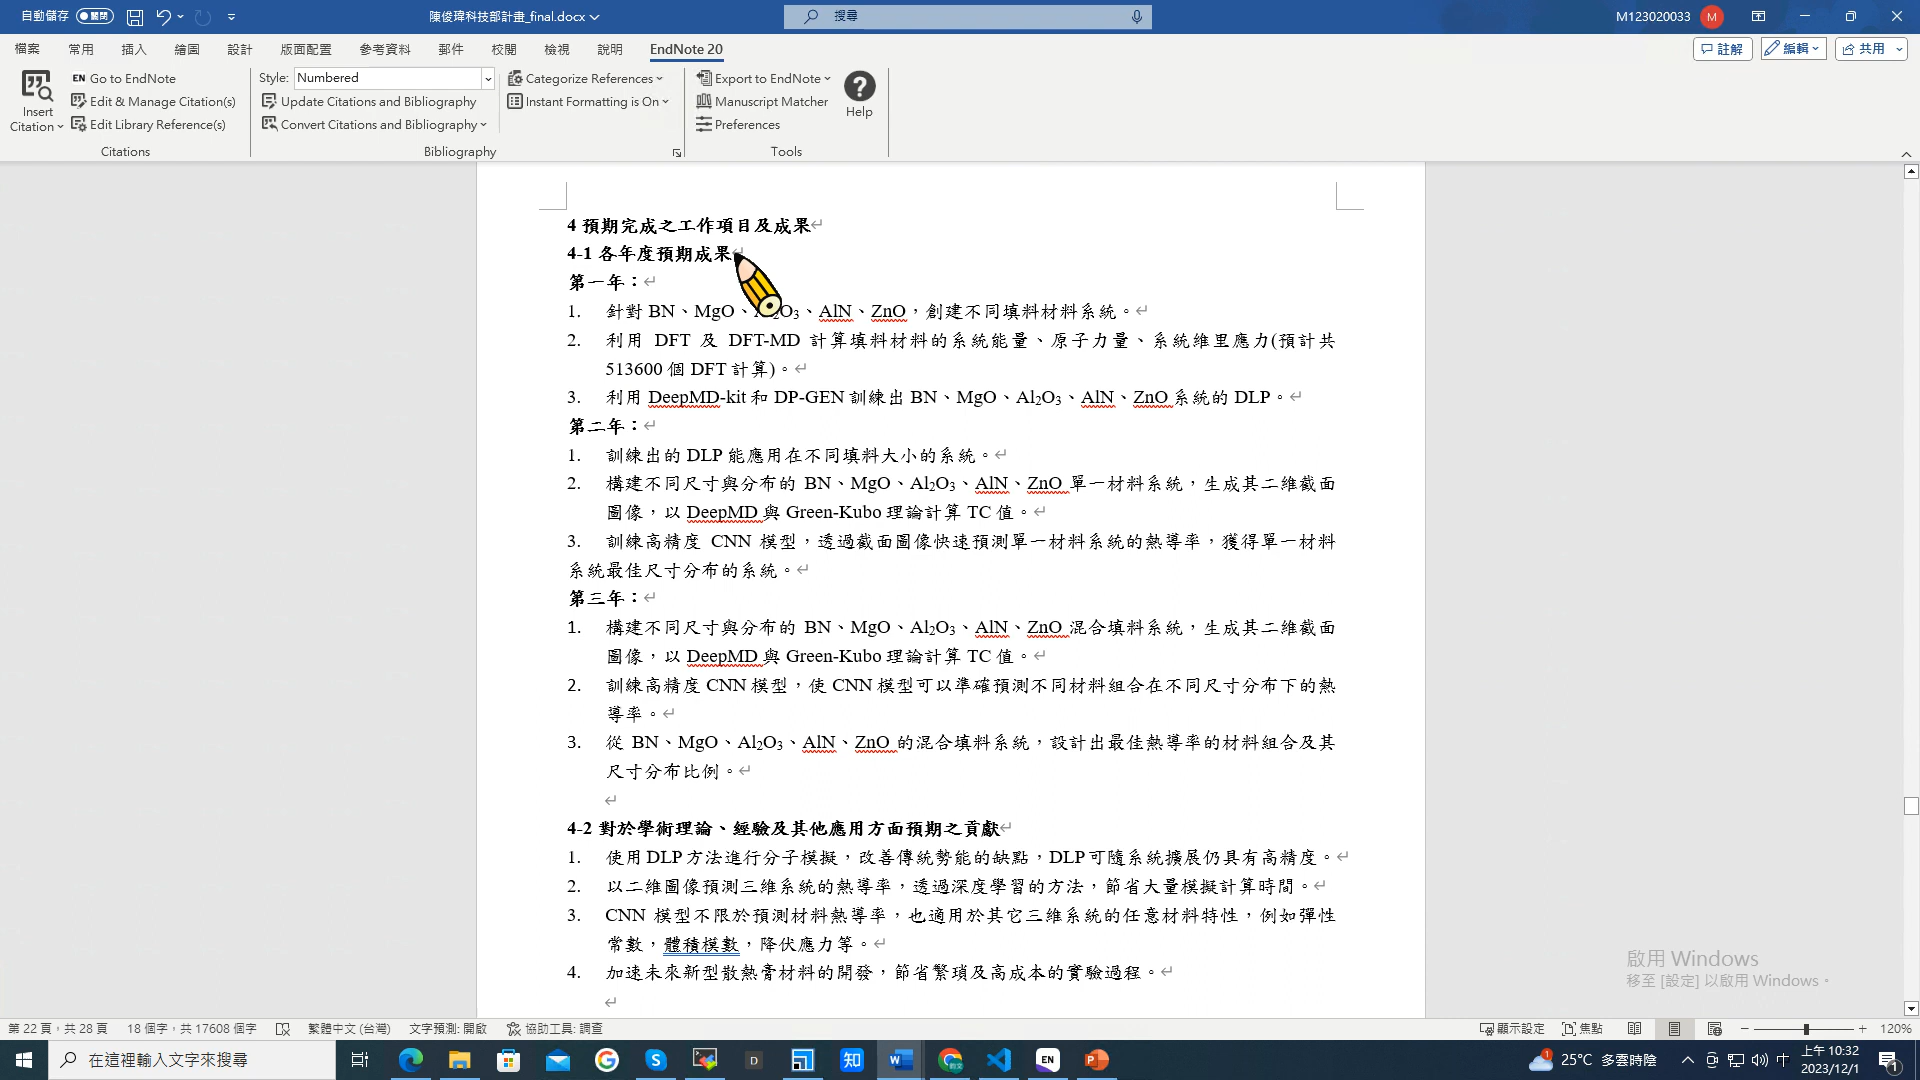 自動儲存 關閉 陳俊瑋科技部計畫_final.docx 搜尋 M123020033 M
檔案 常用 插入 繪圖 設計 版面配置 參考資料 郵件 校閱 檢視 說明 EndNote 20 註解 編輯 共用
Insert Citation
EN Go to EndNote
Edit & Manage Citation(s)
Edit Library Reference(s)
Citations
Style: Numbered
Update Citations and Bibliography
Convert Citations and Bibliography
Categorize References
Instant Formatting is On
Bibliography
Export to EndNote
Manuscript Matcher
Preferences
Help
Tools
4 預期完成之工作項目及成果
4-1 各年度預期成果
第一年：
1. 針對 BN、MgO、Al2O3、AlN、ZnO，創建不同填料材料系統。
2. 利用 DFT 及 DFT-MD 計算填料材料的系統能量、原子力量、系統維里應力(預計共
513600 個 DFT 計算)。
3. 利用 DeepMD-kit 和 DP-GEN 訓練出 BN、MgO、Al2O3、AlN、ZnO 系統的 DLP。
第二年：
1. 訓練出的 DLP 能應用在不同填料大小的系統。
2. 構建不同尺寸與分布的 BN、MgO、Al2O3、AlN、ZnO 單一材料系統，生成其二維截面
圖像，以 DeepMD 與 Green-Kubo 理論計算 TC 值。
3. 訓練高精度 CNN 模型，透過截面圖像快速預測單一材料系統的熱導率，獲得單一材料
系統最佳尺寸分布的系統。
第三年：
1. 構建不同尺寸與分布的 BN、MgO、Al2O3、AlN、ZnO 混合填料系統，生成其二維截面
圖像，以 DeepMD 與 Green-Kubo 理論計算 TC 值。
2. 訓練高精度 CNN 模型，使 CNN 模型可以準確預測不同材料組合在不同尺寸分布下的熱
導率。
3. 從 BN、MgO、Al2O3、AlN、ZnO 的混合填料系統，設計出最佳熱導率的材料組合及其
尺寸分布比例。
4-2 對於學術理論、經驗及其他應用方面預期之貢獻
1. 使用 DLP 方法進行分子模擬，改善傳統勢能的缺點，DLP 可隨系統擴展仍具有高精度。
2. 以二維圖像預測三維系統的熱導率，透過深度學習的方法，節省大量模擬計算時間。
3. CNN 模型不限於預測材料熱導率，也適用於其它三維系統的任意材料特性，例如彈性
常數，體積模數，降伏應力等。
4. 加速未來新型散熱膏材料的開發，節省繁瑣及高成本的實驗過程。
啟用 Windows
移至 [設定] 以啟用 Windows。
第 22 頁，共 28 頁 18 個字，共 17608 個字 繁體中文 (台灣) 文字預測: 開啟 協助工具: 調查 顯示設定 焦點 120%
在這裡輸入文字來搜尋 D 知 EN 1 25°C 多雲時陰 中 上午 10:32
2023/12/1 1